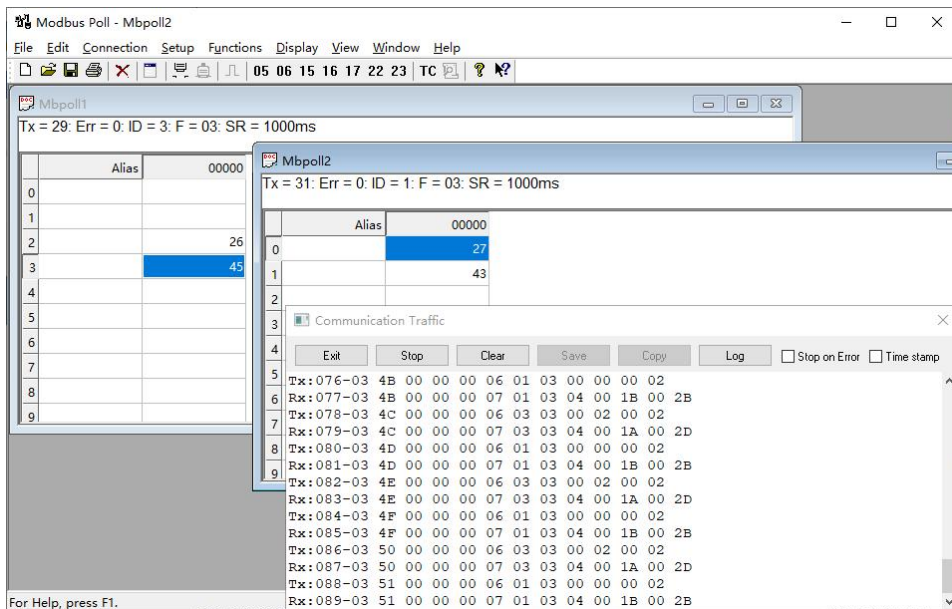 Modbus Poll - Mbpoll2
File Edit Connection Setup Functions Display View Window Help
05 06 15 16 17 22 23 TC
Mbpoll1
Tx = 29: Err = 0: ID = 3: F = 03: SR = 1000ms
Alias 00000
0
1
2 26
3 45
4
5
6
7
8
9
Mbpoll2
Tx = 31: Err = 0: ID = 1: F = 03: SR = 1000ms
Alias 00000
0 27
1 43
2
3
4
5
6
7
8
9
Communication Traffic
Exit Stop Clear Save Copy Log Stop on Error Time stamp
Tx:076-03 4B 00 00 00 06 01 03 00 00 00 02
Rx:077-03 4B 00 00 00 07 01 03 04 00 1B 00 2B
Tx:078-03 4C 00 00 00 06 03 03 00 02 00 02
Rx:079-03 4C 00 00 00 07 03 03 04 00 1A 00 2D
Tx:080-03 4D 00 00 00 06 01 03 00 00 00 02
Rx:081-03 4D 00 00 00 07 01 03 04 00 1B 00 2B
Tx:082-03 4E 00 00 00 06 03 03 00 02 00 02
Rx:083-03 4E 00 00 00 07 03 03 04 00 1A 00 2D
Tx:084-03 4F 00 00 00 06 01 03 00 00 00 02
Rx:085-03 4F 00 00 00 07 01 03 04 00 1B 00 2B
Tx:086-03 50 00 00 00 06 03 03 00 02 00 02
Rx:087-03 50 00 00 00 07 03 03 04 00 1A 00 2D
Tx:088-03 51 00 00 00 06 01 03 00 00 00 02
Rx:089-03 51 00 00 00 07 01 03 04 00 1B 00 2B
For Help, press F1.